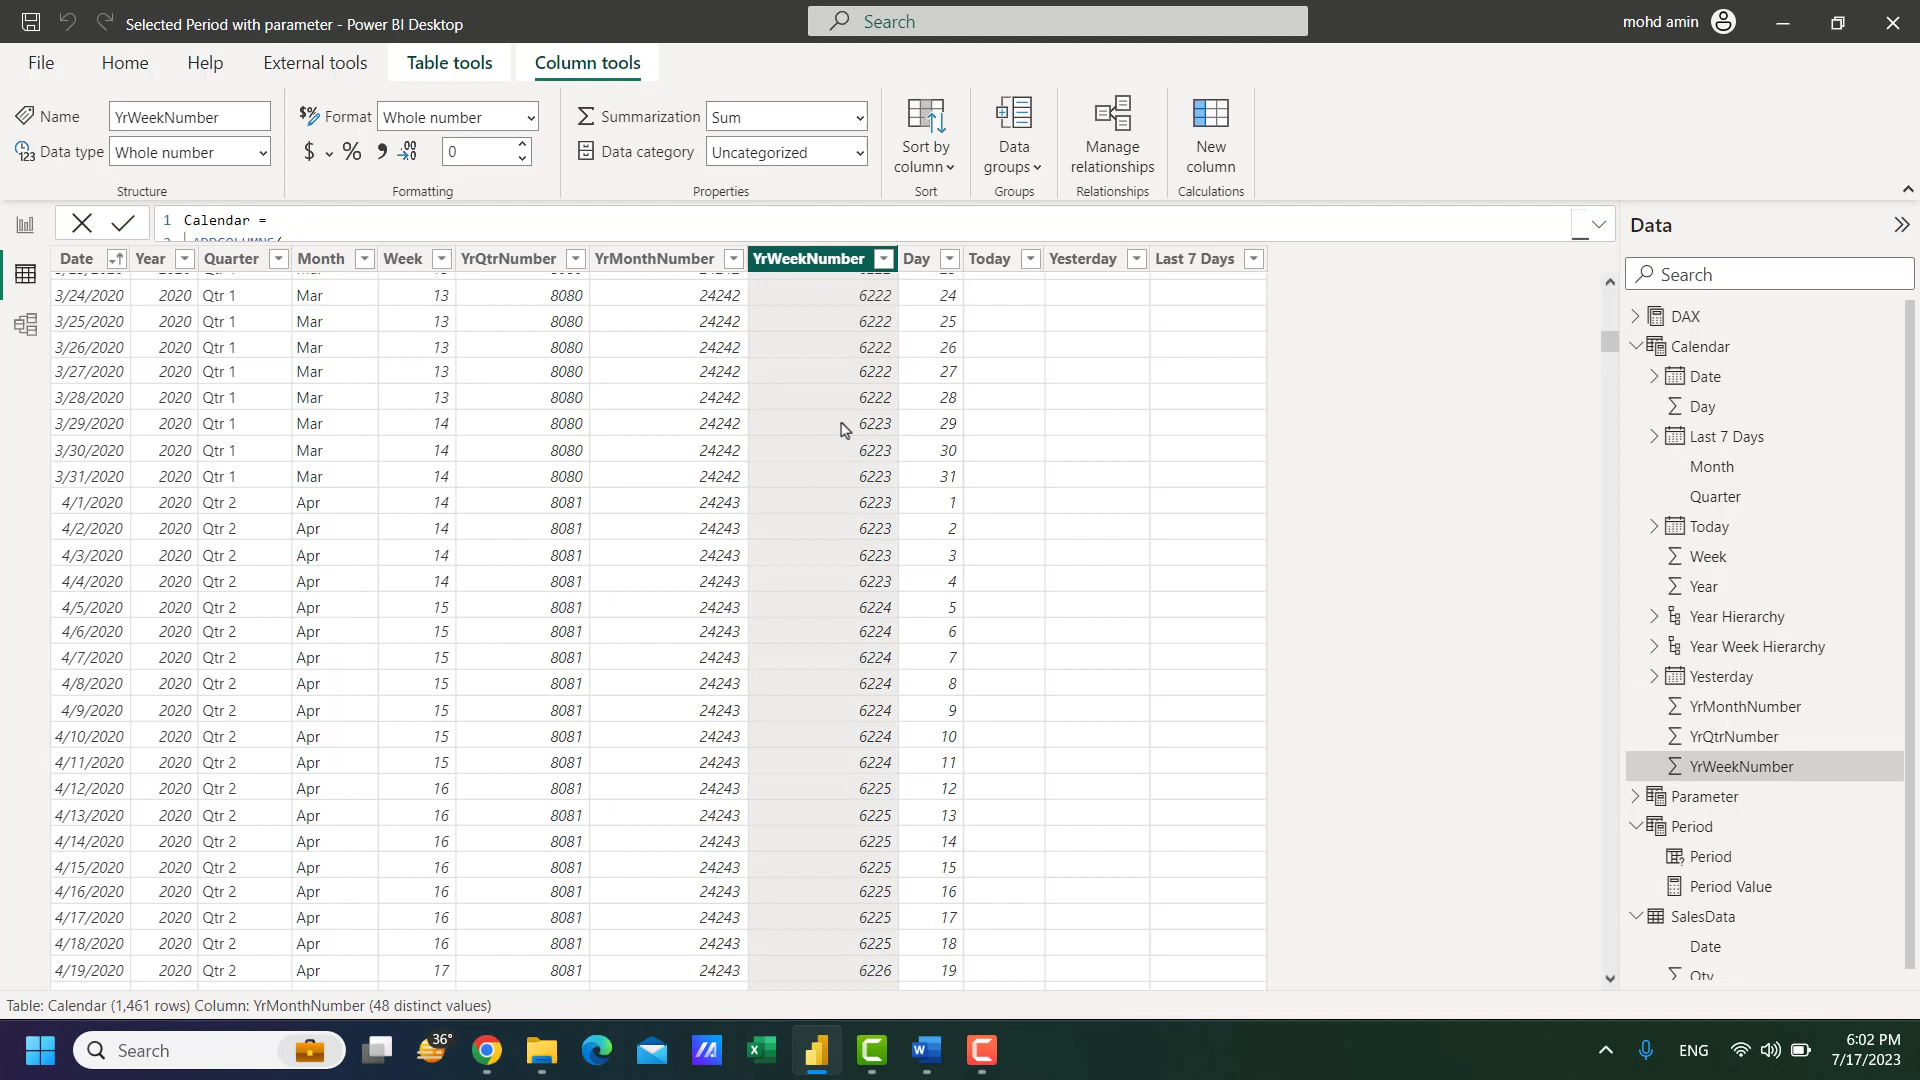 Selected Period with parameter - Power BI Desktop
Search
mohd amin
File Home Help External tools Table tools Column tools
Name YrWeekNumber
Data type Whole number
Structure
Format Whole number
$ % 0
Formatting
Summarization Sum
Data category Uncategorized
Properties
Sort by column
Sort
Data groups
Groups
Manage relationships
Relationships
New column
Calculations
1 Calendar =
Date Year Quarter Month Week YrQtrNumber YrMonthNumber YrWeekNumber Day Today Yesterday Last 7 Days
3/24/2020 2020 Qtr 1 Mar 13 8080 24242 6222 24
3/25/2020 2020 Qtr 1 Mar 13 8080 24242 6222 25
3/26/2020 2020 Qtr 1 Mar 13 8080 24242 6222 26
3/27/2020 2020 Qtr 1 Mar 13 8080 24242 6222 27
3/28/2020 2020 Qtr 1 Mar 13 8080 24242 6222 28
3/29/2020 2020 Qtr 1 Mar 14 8080 24242 6223 29
3/30/2020 2020 Qtr 1 Mar 14 8080 24242 6223 30
3/31/2020 2020 Qtr 1 Mar 14 8080 24242 6223 31
4/1/2020 2020 Qtr 2 Apr 14 8081 24243 6223 1
4/2/2020 2020 Qtr 2 Apr 14 8081 24243 6223 2
4/3/2020 2020 Qtr 2 Apr 14 8081 24243 6223 3
4/4/2020 2020 Qtr 2 Apr 14 8081 24243 6223 4
4/5/2020 2020 Qtr 2 Apr 15 8081 24243 6224 5
4/6/2020 2020 Qtr 2 Apr 15 8081 24243 6224 6
4/7/2020 2020 Qtr 2 Apr 15 8081 24243 6224 7
4/8/2020 2020 Qtr 2 Apr 15 8081 24243 6224 8
4/9/2020 2020 Qtr 2 Apr 15 8081 24243 6224 9
4/10/2020 2020 Qtr 2 Apr 15 8081 24243 6224 10
4/11/2020 2020 Qtr 2 Apr 15 8081 24243 6224 11
4/12/2020 2020 Qtr 2 Apr 16 8081 24243 6225 12
4/13/2020 2020 Qtr 2 Apr 16 8081 24243 6225 13
4/14/2020 2020 Qtr 2 Apr 16 8081 24243 6225 14
4/15/2020 2020 Qtr 2 Apr 16 8081 24243 6225 15
4/16/2020 2020 Qtr 2 Apr 16 8081 24243 6225 16
4/17/2020 2020 Qtr 2 Apr 16 8081 24243 6225 17
4/18/2020 2020 Qtr 2 Apr 16 8081 24243 6225 18
4/19/2020 2020 Qtr 2 Apr 17 8081 24243 6226 19
Data
Search
DAX
Calendar
Date
Day
Last 7 Days
Month
Quarter
Today
Week
Year
Year Hierarchy
Year Week Hierarchy
Yesterday
YrMonthNumber
YrQtrNumber
YrWeekNumber
Parameter
Period
Period
Period Value
SalesData
Date
Qty
Table: Calendar (1,461 rows) Column: YrMonthNumber (48 distinct values)
Search
36°
ENG
6:02 PM
7/17/2023